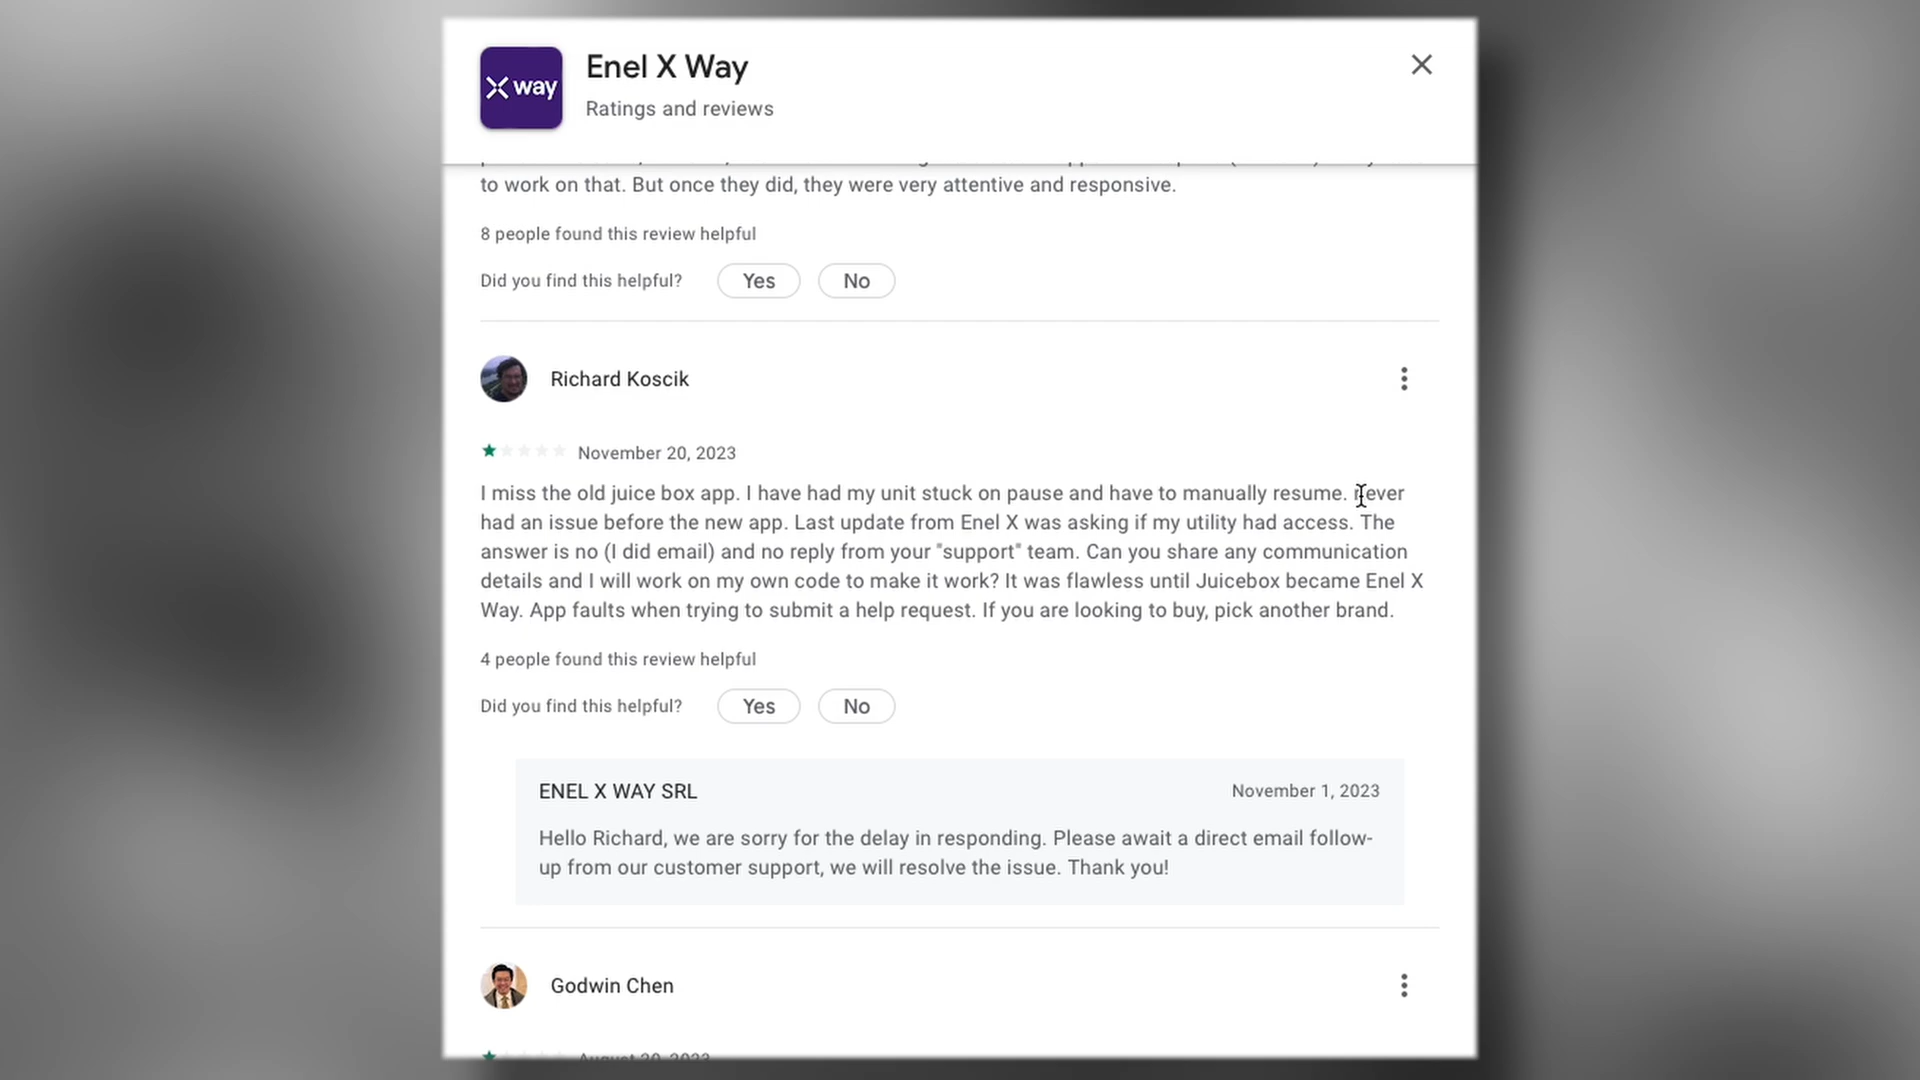 X way
Enel X Way
Ratings and reviews
to work on that. But once they did, they were very attentive and responsive.
8 people found this review helpful
Did you find this helpful? Yes No
Richard Koscik
November 20, 2023
I miss the old juice box app. I have had my unit stuck on pause and have to manually resume. never
had an issue before the new app. Last update from Enel X was asking if my utility had access. The
answer is no (I did email) and no reply from your "support" team. Can you share any communication
details and I will work on my own code to make it work? It was flawless until Juicebox became Enel X
Way. App faults when trying to submit a help request. If you are looking to buy, pick another brand.
4 people found this review helpful
Did you find this helpful? Yes No
ENEL X WAY SRL November 1, 2023
Hello Richard, we are sorry for the delay in responding. Please await a direct email follow-
up from our customer support, we will resolve the issue. Thank you!
Godwin Chen
August 30, 2023